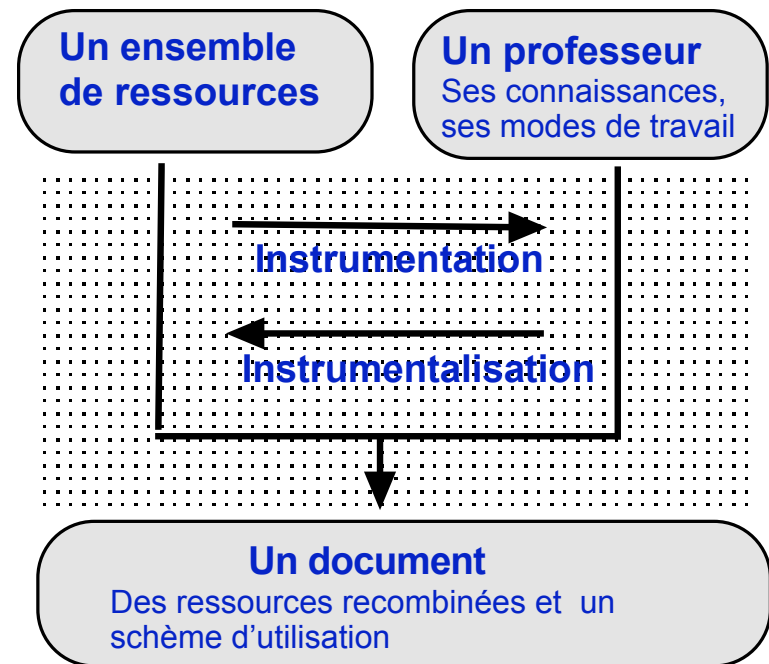 Un ensemble
de ressources
Un professeur
Ses connaissances,
ses modes de travail
Instrumentation
Instrumentalisation
Un document
Des ressources recombinées et un
schème d’utilisation